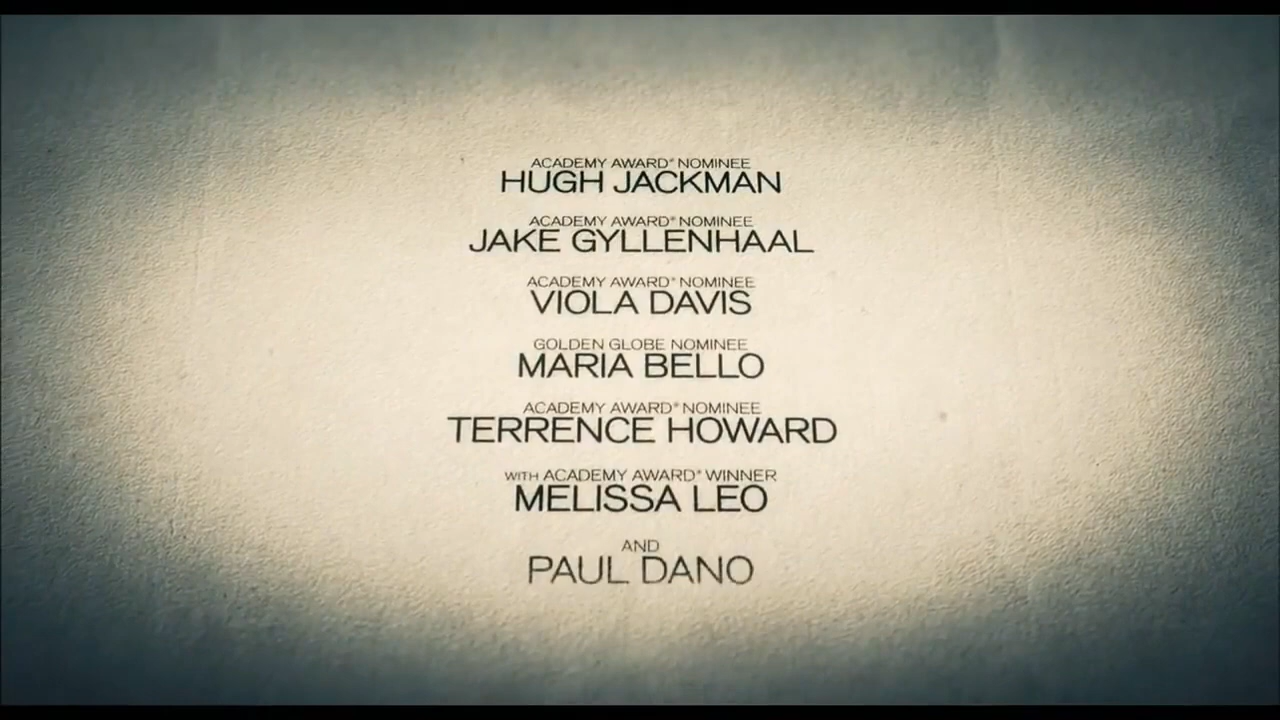 ACADEMY AWARD® NOMINEE
HUGH JACKMAN
ACADEMY AWARD® NOMINEE
JAKE GYLLENHAAL
ACADEMY AWARD® NOMINEE
VIOLA DAVIS
GOLDEN GLOBE NOMINEE
MARIA BELLO
ACADEMY AWARD® NOMINEE
TERRENCE HOWARD
WITH ACADEMY AWARD® WINNER
MELISSA LEO
AND
PAUL DANO